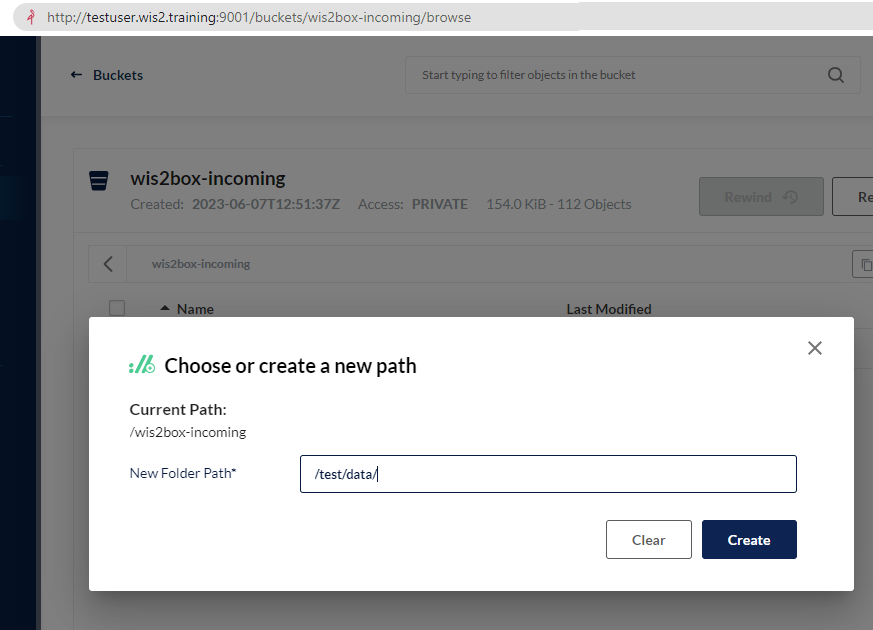 http://testuser.wis2.training:9001/buckets/wis2box-incoming/browse
Buckets
Start typing to filter objects in the bucket
wis2box-incoming
Created: 2023-06-07T12:51:37Z Access: PRIVATE 154.0 KiB - 112 Objects
Rewind
Re
wis2box-incoming
Name Last Modified
Choose or create a new path
Current Path:
/wis2box-incoming
New Folder Path* /test/data/
Clear Create